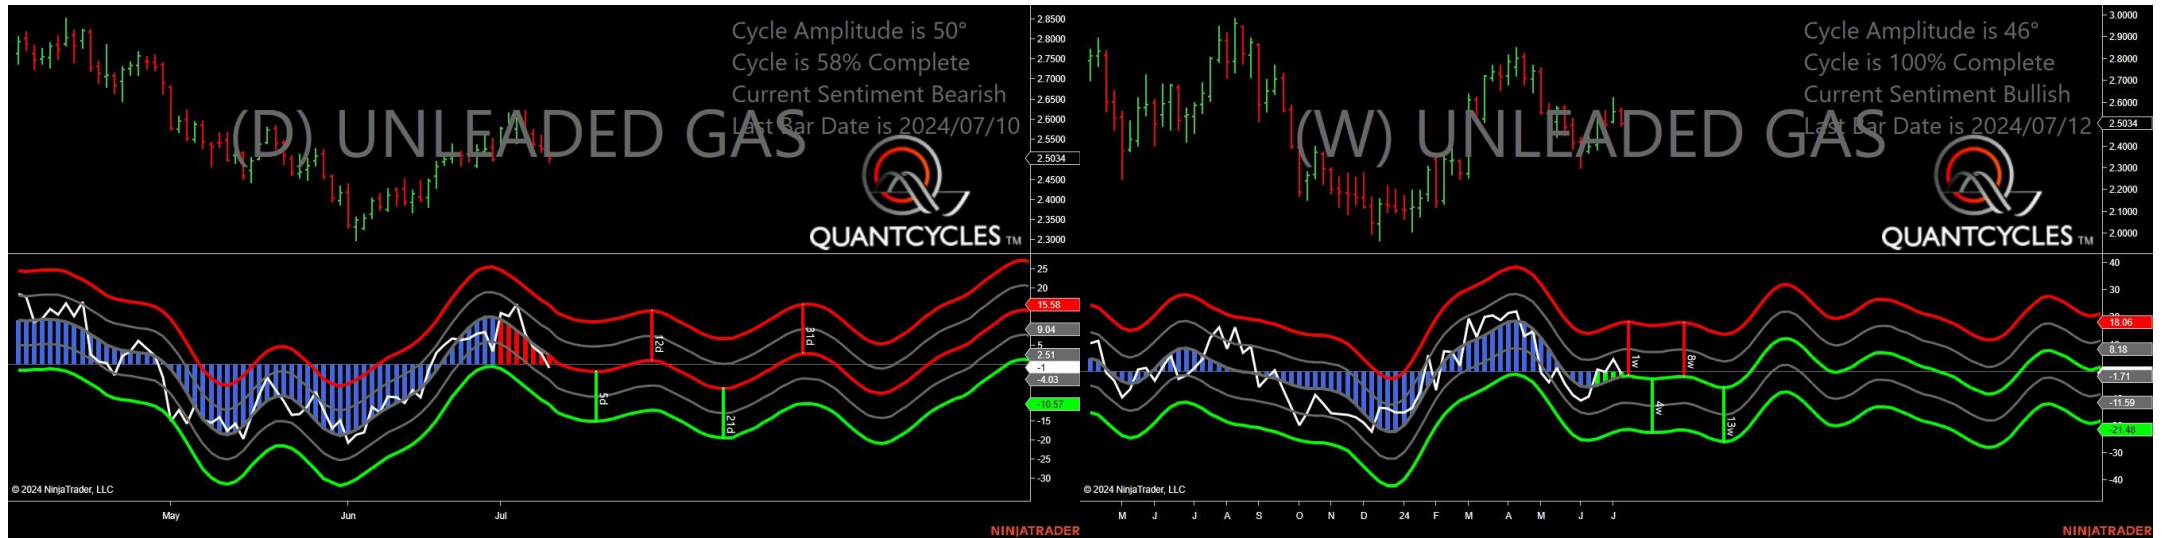 Cycle Amplitude is 50°
Cycle is 58% Complete
Current Sentiment Bearish
Last Bar Date is 2024/07/10
(D) UNLEADED GAS
QUANTCYCLES TM
2.8500
2.8000
2.7500
2.7000
2.6500
2.6000
2.5500
2.5034
2.4500
2.4000
2.3500
2.3000
25
20
15.58
9.04
5
2.51
-1
-4.03
-10.57
-15
-20
-25
-30
12d
31d
5d
21d
© 2024 NinjaTrader, LLC
May Jun Jul
NINJATRADER
Cycle Amplitude is 46°
Cycle is 100% Complete
Current Sentiment Bullish
Last Bar Date is 2024/07/12
(W) UNLEADED GAS
QUANTCYCLES TM
3.0000
2.9000
2.8000
2.7000
2.6000
2.5034
2.4000
2.3000
2.2000
2.1000
2.0000
40
30
18.06
8.18
-1.71
-11.59
-21.48
-30
-40
1w
8w
4w
13w
© 2024 NinjaTrader, LLC
M J J A S O N D 24 F M A M J J
NINJATRADER